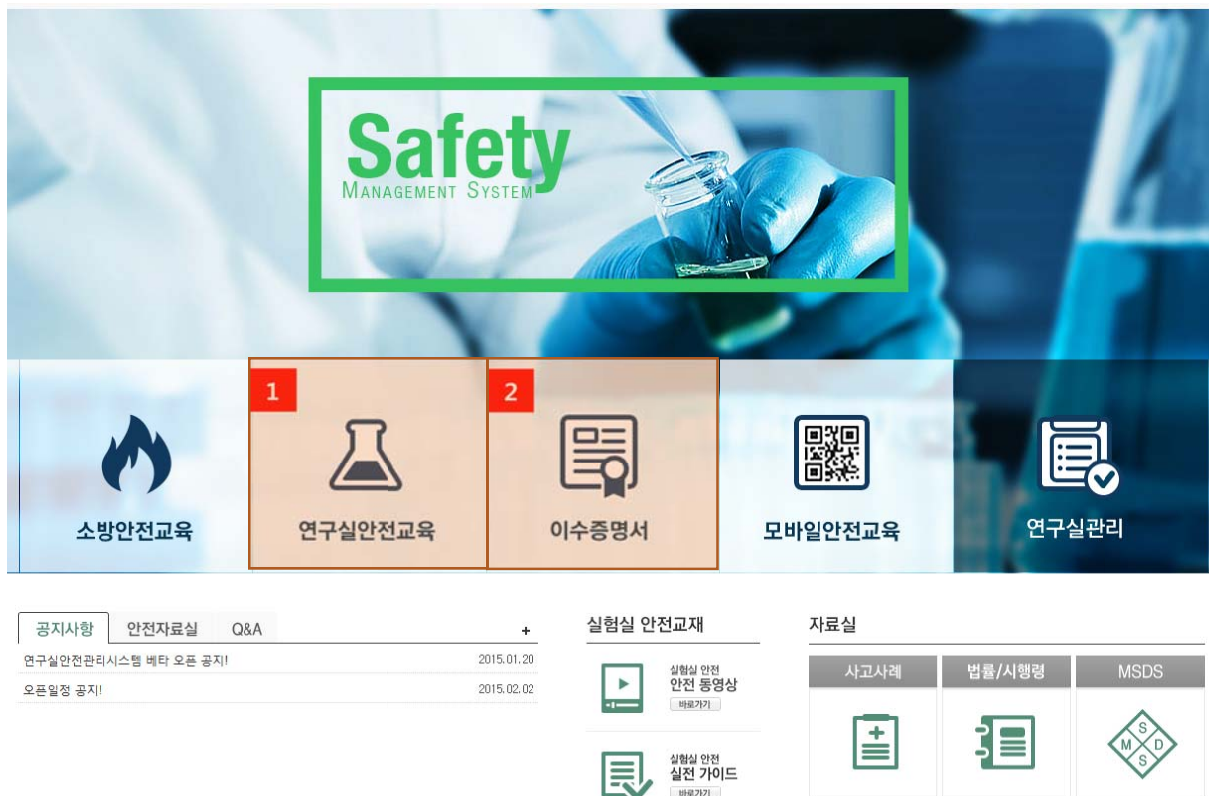 Safety
MANAGEMENT SYSTEM
1
2
소방안전교육
연구실안전교육
이수증명서
모바일안전교육
연구실관리
공지사항 안전자료실 Q&A +
연구실안전관리시스템 베타 오픈 공지! 2015.01.20
오픈일정 공지! 2015.02.02
실험실 안전교재
실험실 안전
안전 동영상
바로가기
실험실 안전
실전 가이드
바로가기
자료실
사고사례 법률/시행령 MSDS
S
M D
S